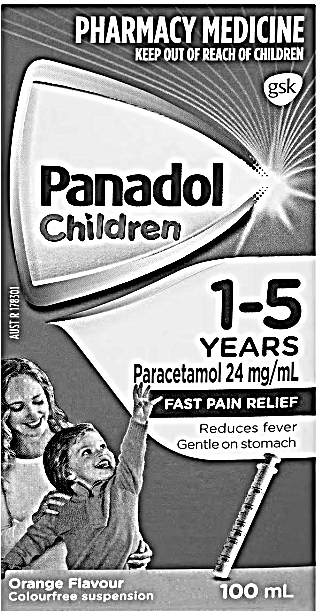 PHARMACY MEDICINE
KEEP OUT OF REACH OF CHILDREN
gsk
Panadol
Children
AUST R 178301
1-5
YEARS
Paracetamol 24 mg/mL
FAST PAIN RELIEF
Reduces fever
Gentle on stomach
Orange Flavour
Colourfree suspension
100 mL